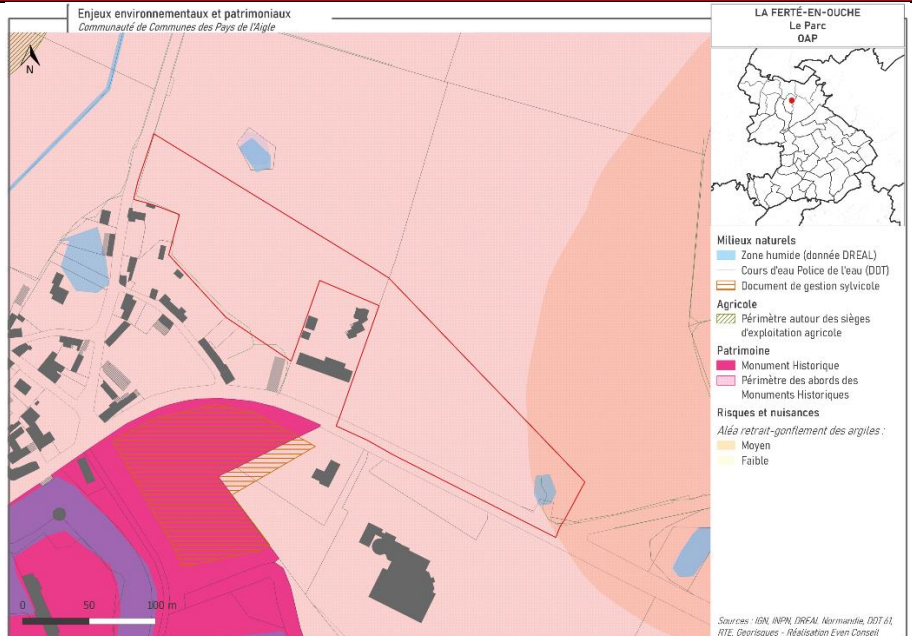 Enjeux environnementaux et patrimoniaux
Communauté de Communes des Pays de l'Aigle
LA FERTÉ-EN-OUCHE
Le Parc
OAP
N
Milieux naturels
Zone humide (donnée DREAL)
Cours d'eau Police de l'eau (DDT)
Document de gestion sylvicole
Agricole
Périmètre autour des sièges
d'exploitation agricole
Patrimoine
Monument Historique
Périmètre des abords des
Monuments Historiques
Risques et nuisances
Aléa retrait-gonflement des argiles :
Moyen
Faible
0 50 100 m
Sources : IGN, INPN, DREAL Normandie, DDT 61,
RTE, Georisques - Réalisation Even Conseil